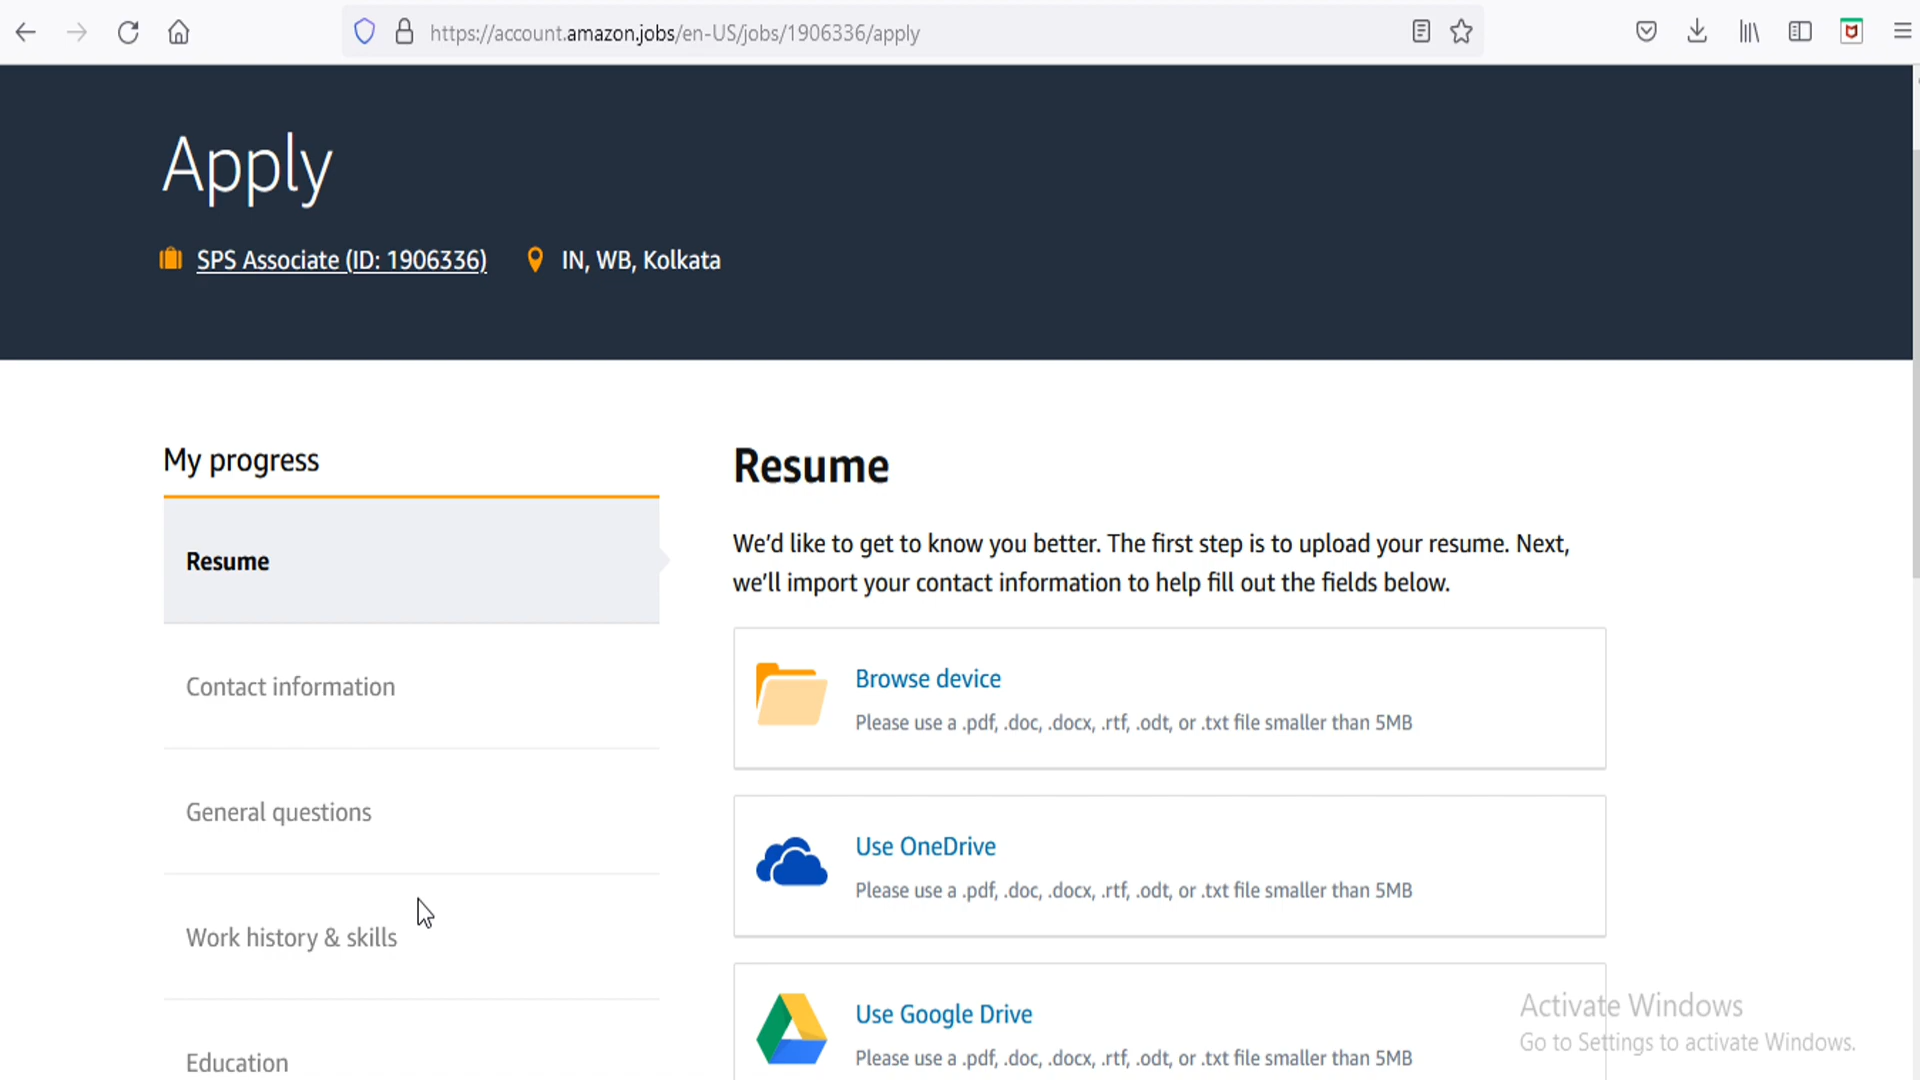 https://account.amazon.jobs/en-US/jobs/1906336/apply
Apply
SPS Associate (ID: 1906336)
IN, WB, Kolkata
My progress
Resume
Contact information
General questions
Work history & skills
Education
Resume
We'd like to get to know you better. The first step is to upload your resume. Next,
we'll import your contact information to help fill out the fields below.
Browse device
Please use a .pdf, .doc, .docx, .rtf, .odt, or .txt file smaller than 5MB
Use OneDrive
Please use a .pdf, .doc, .docx, .rtf, .odt, or .txt file smaller than 5MB
Use Google Drive
Please use a .pdf, .doc, .docx, .rtf, .odt, or .txt file smaller than 5MB
Activate Windows
Go to Settings to activate Windows.